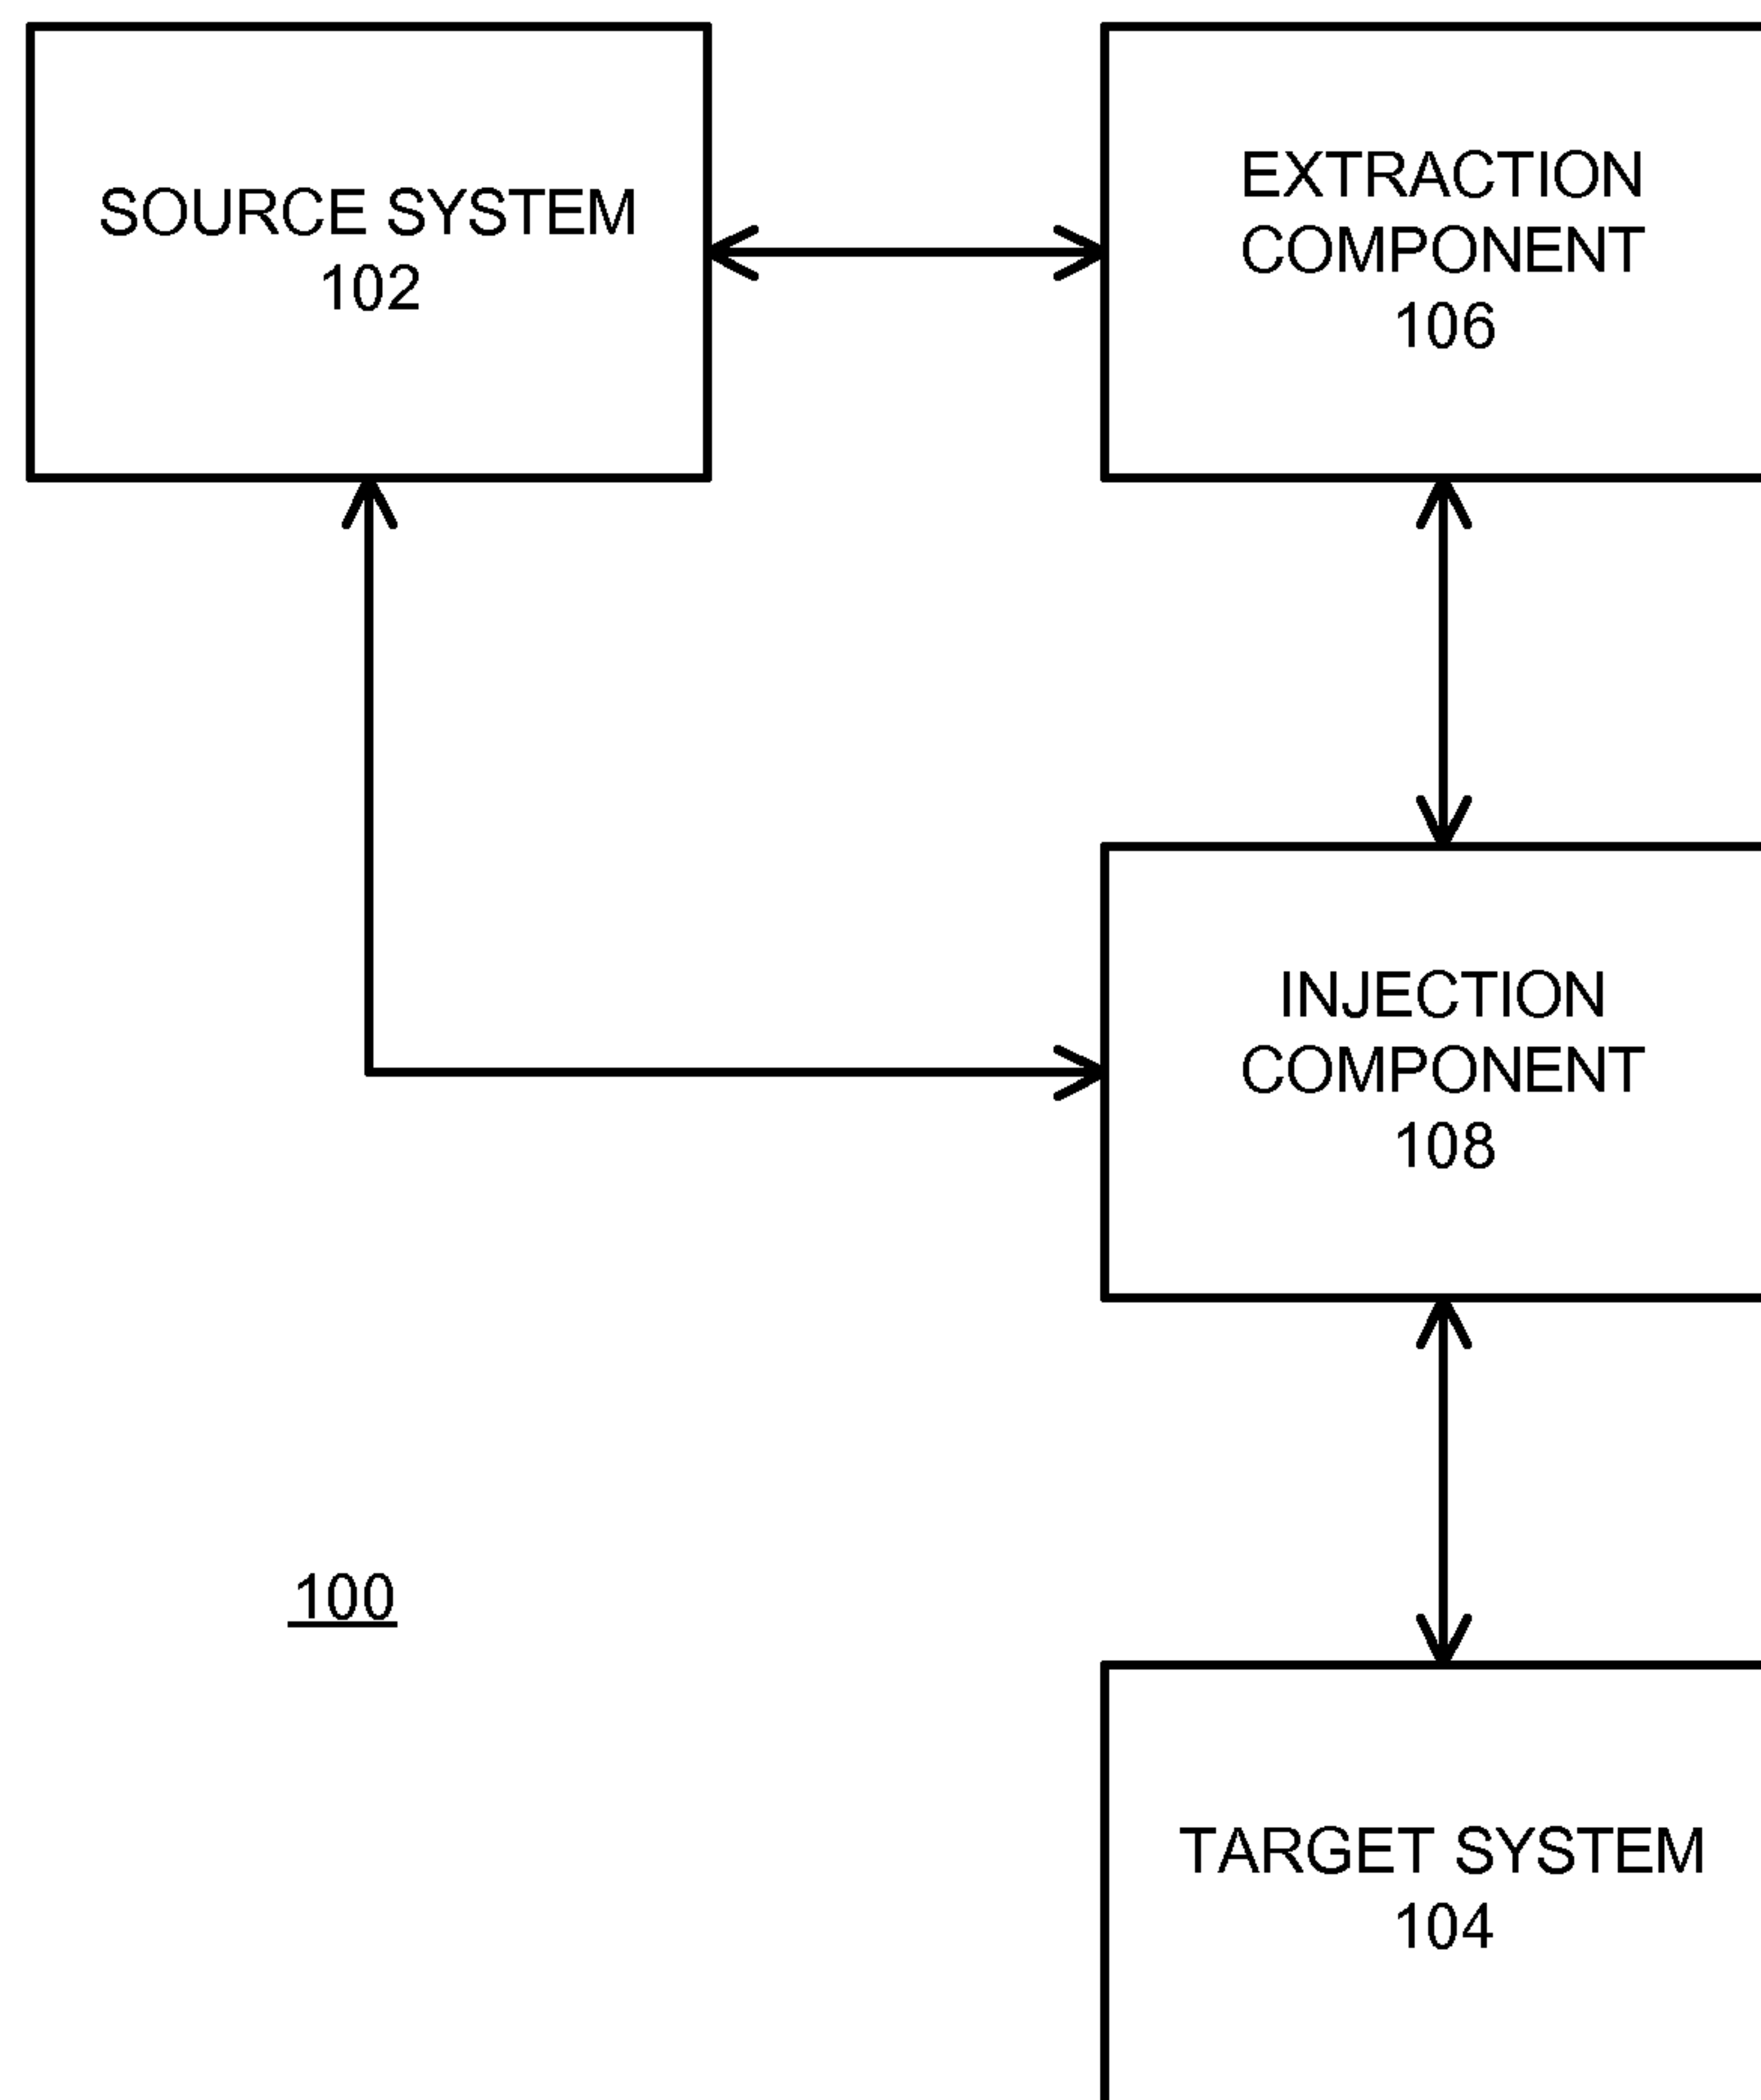 SOURCE SYSTEM
102
EXTRACTION
COMPONENT
106
INJECTION
COMPONENT
108
100
TARGET SYSTEM
104